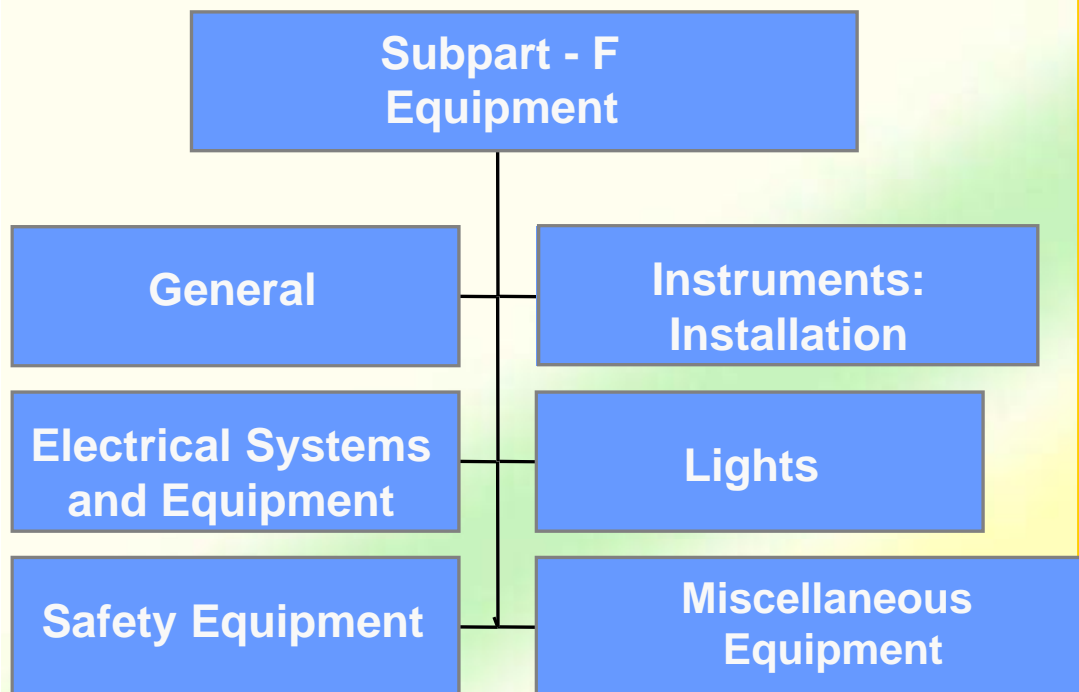 Subpart - F
Equipment
General
Instruments:
Installation
Electrical Systems
and Equipment
Lights
Safety Equipment
Miscellaneous
Equipment